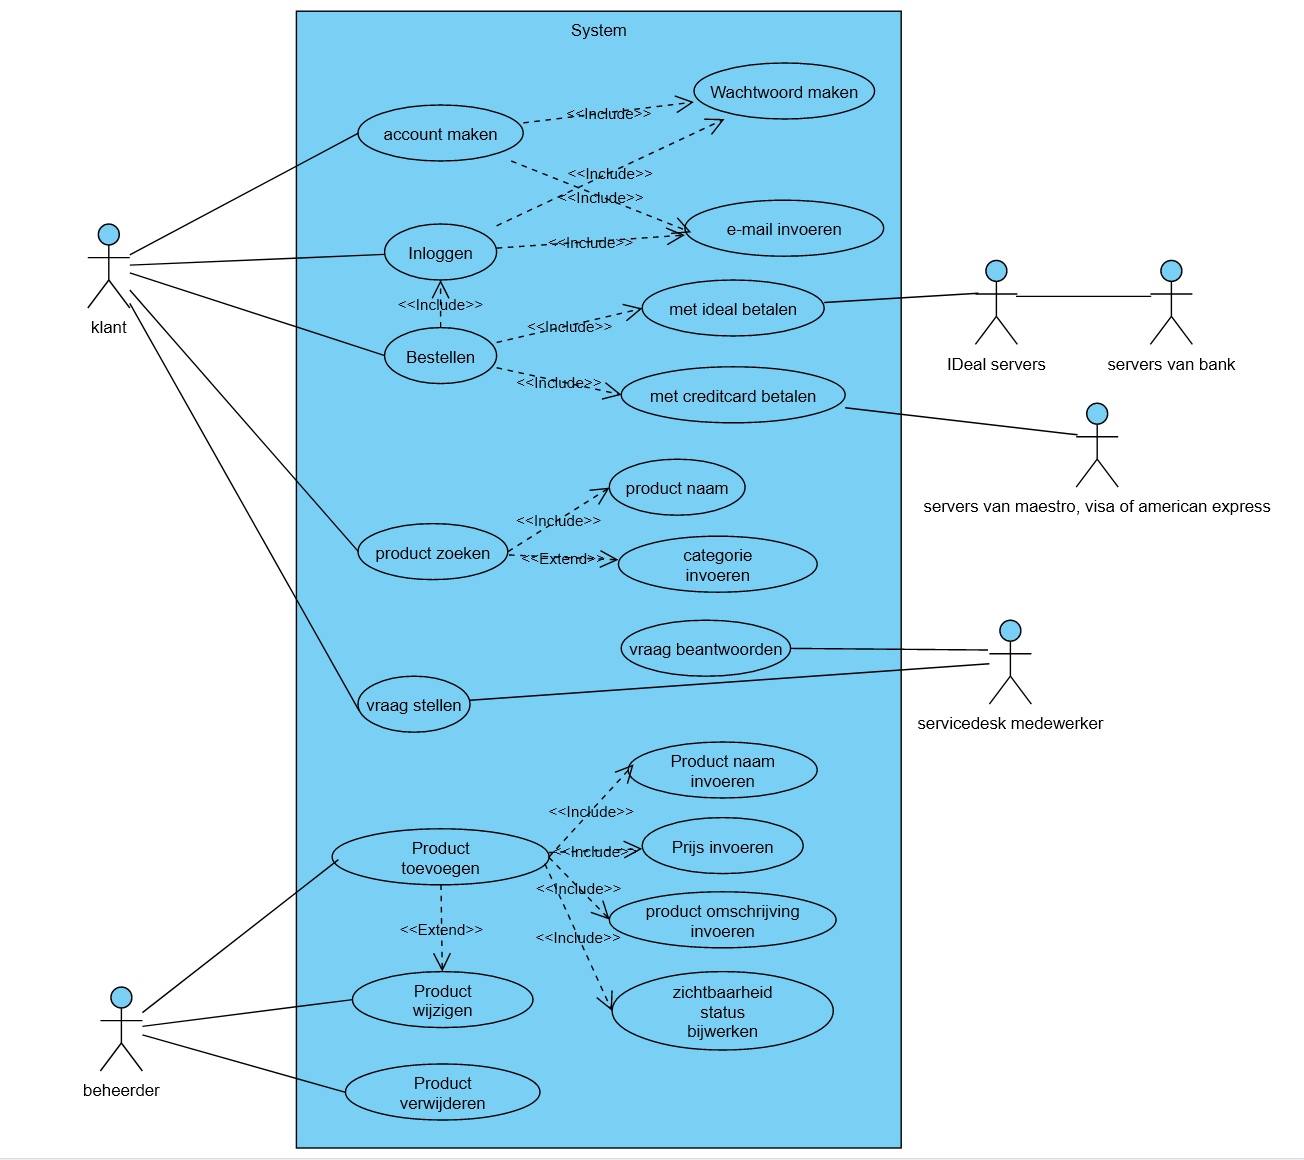 System
Wachtwoord maken
<<Include>>
account maken
<<Include>>
<<Include>>
e-mail invoeren
<<Include>>
Inloggen
<<Include>>
met ideal betalen
<<Include>>
klant
Bestellen
<<Include>>
met creditcard betalen
IDeal servers
servers van bank
servers van maestro, visa of american express
product naam
<<Include>>
product zoeken
<<Extend>>
categorie
invoeren
vraag beantwoorden
vraag stellen
servicedesk medewerker
Product naam
invoeren
<<Include>>
Product
toevoegen
<<Include>>
Prijs invoeren
<<Include>>
product omschrijving
invoeren
<<Extend>>
<<Include>>
Product
wijzigen
zichtbaarheid
status
bijwerken
beheerder
Product
verwijderen